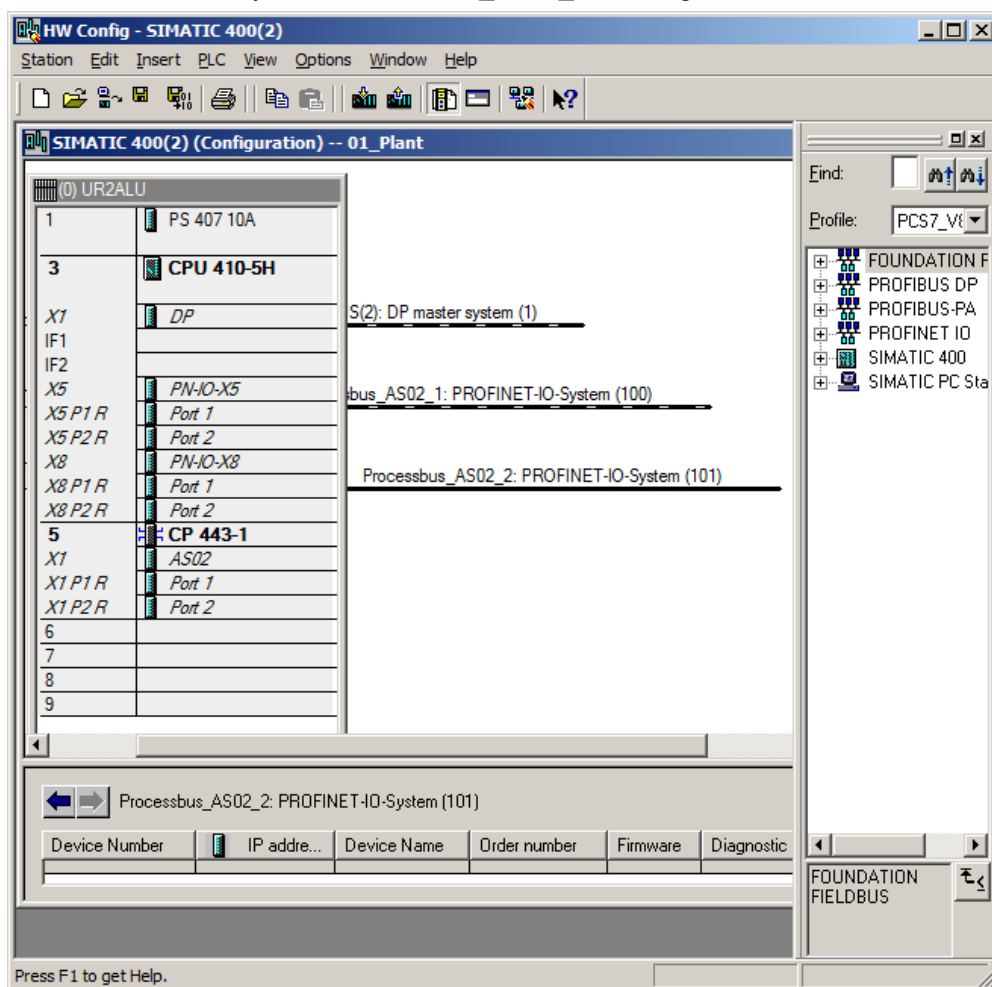 HW Config - SIMATIC 400(2)
Station Edit Insert PLC View Options Window Help
SIMATIC 400(2) (Configuration) -- 01_Plant
(0) UR2ALU
1 PS 407 10A
3 CPU 410-5H
X1 DP
IF1
IF2
X5 PN-IO-X5
X5 P1 R Port 1
X5 P2 R Port 2
X8 PN-IO-X8
X8 P1 R Port 1
X8 P2 R Port 2
5 CP 443-1
X1 AS02
X1 P1 R Port 1
X1 P2 R Port 2
6
7
8
9
S(2): DP master system (1)
bus_AS02_1: PROFINET-IO-System (100)
Processbus_AS02_2: PROFINET-IO-System (101)
Find:
Profile: PCS7_V
FOUNDATION F
PROFIBUS DP
PROFIBUS-PA
PROFINET IO
SIMATIC 400
SIMATIC PC Sta
Processbus_AS02_2: PROFINET-IO-System (101)
Device Number IP addre... Device Name Order number Firmware Diagnostic
FOUNDATION
FIELDBUS
Press F1 to get Help.